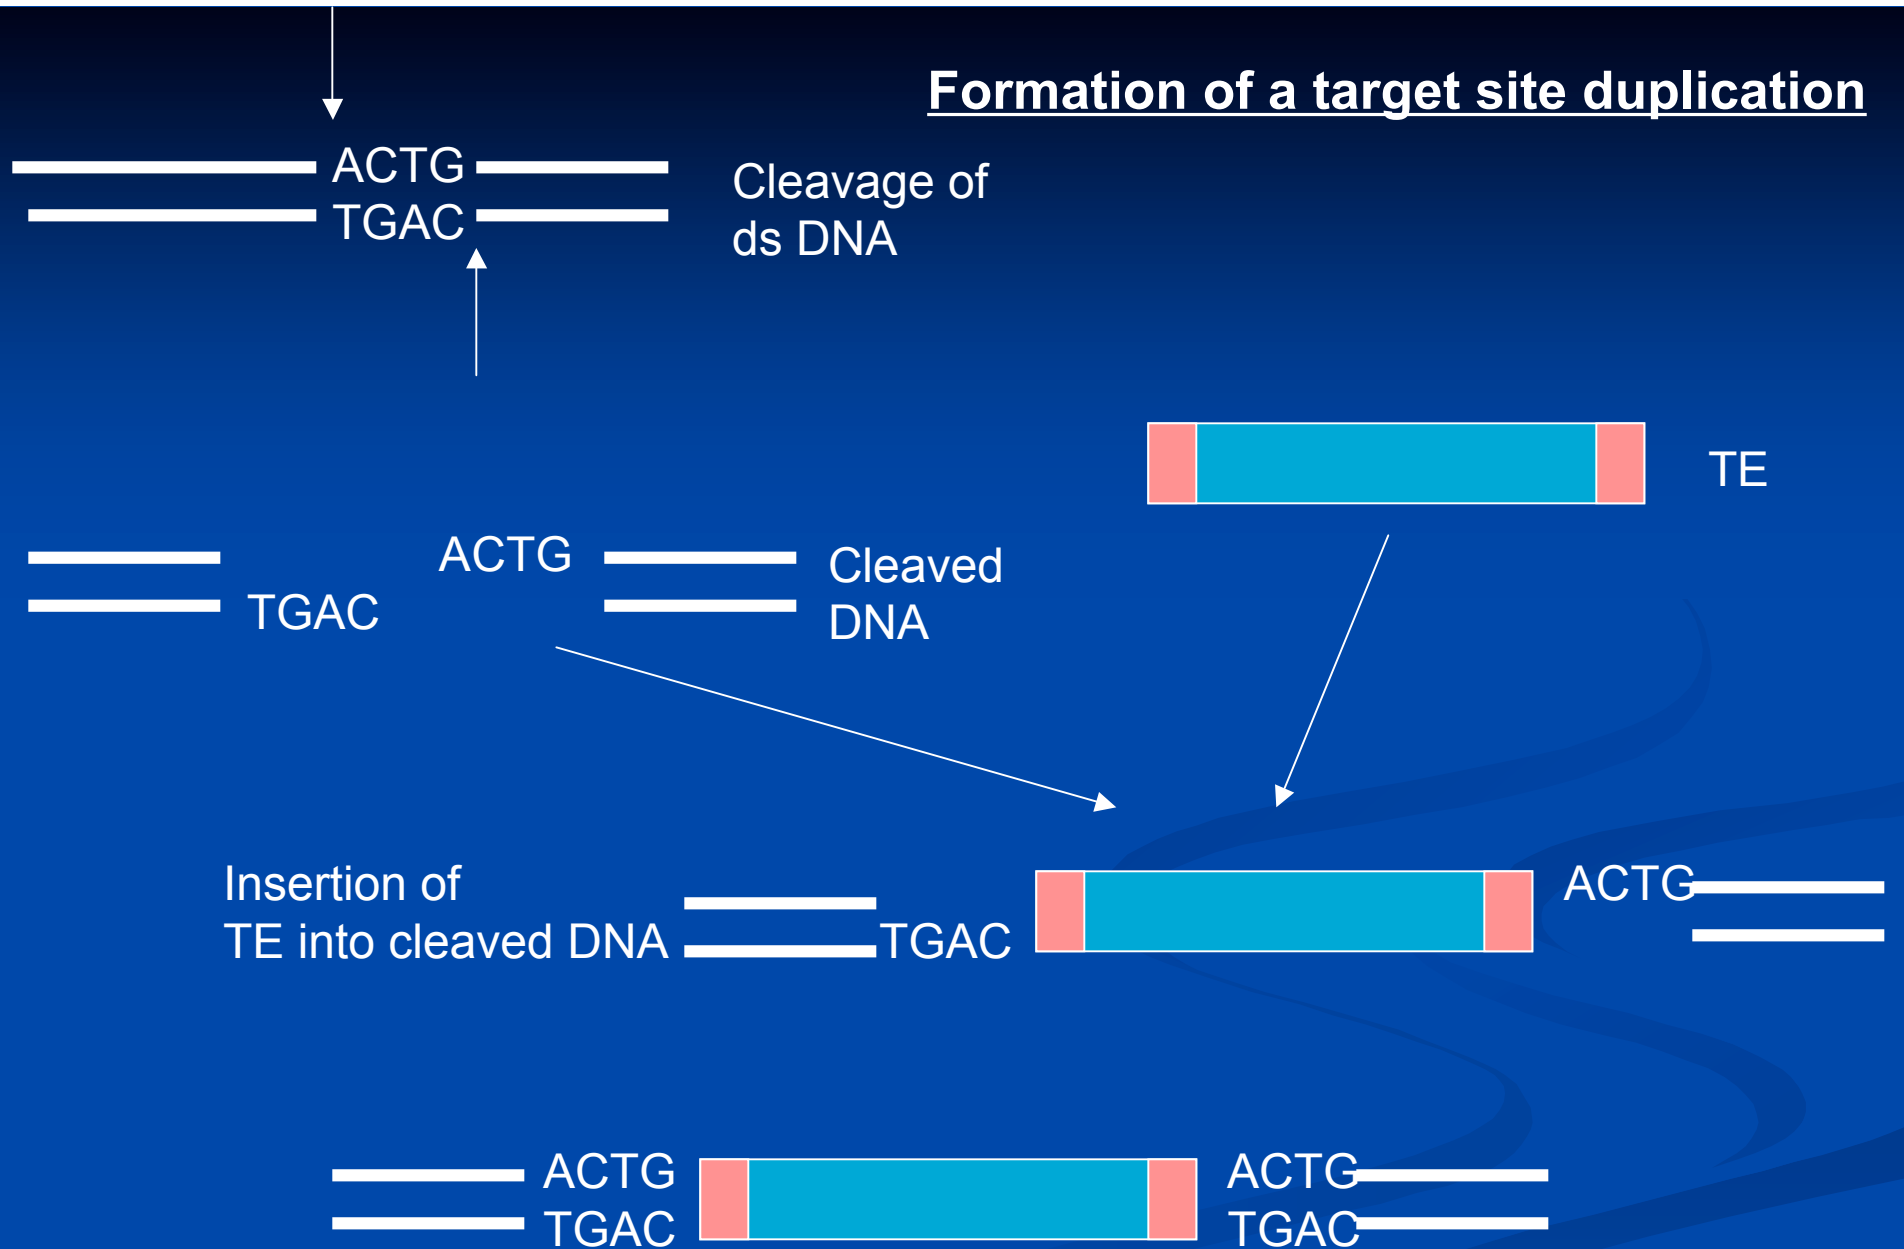 Formation of a target site duplication
ACTG
TGAC
Cleavage of
ds DNA
TE
ACTG
TGAC
Cleaved
DNA
Insertion of
TE into cleaved DNA
TGAC
ACTG
ACTG
TGAC
ACTG
TGAC